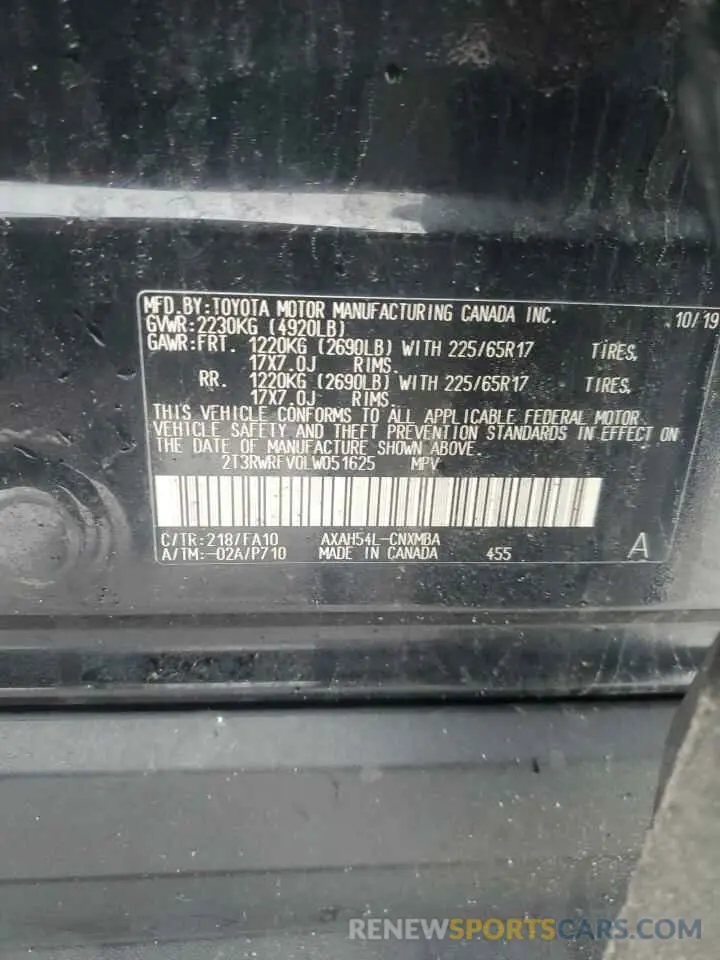 MFD.BY:TOYOTA MOTOR MANUFACTURING CANADA INC. 10/19
GVWR:2230KG (4920LB)
GAWR:FRT. 1220KG (2690LB) WITH 225/65R17 TIRES,
17X7.0J RIMS.
RR. 1220KG (2690LB) WITH 225/65R17 TIRES,
17X7.0J RIMS.
THIS VEHICLE CONFORMS TO ALL APPLICABLE FEDERAL MOTOR
VEHICLE SAFETY AND THEFT PREVENTION STANDARDS IN EFFECT ON
THE DATE OF MANUFACTURE SHOWN ABOVE.
2T3RWRFV0LW051625 MPV
C/TR:218/FA10 AXAH54L-CNXMBA
A/TM:-02A/P710 MADE IN CANADA 455 A
RENEWSPORTSCARS.COM